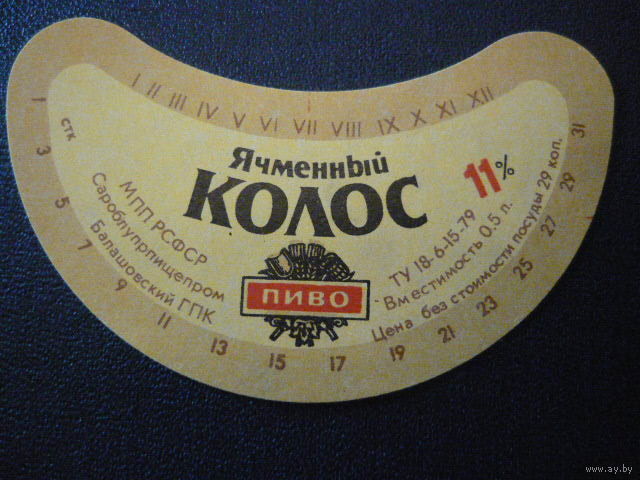 I II III IV V VI VII VIII IX X XI XII
1 3 5 7 9 11 13 15 17 19 21 23 25 27 29 31
стк
МПП РСФСР
Сароблупрпищепром
Балашовский ГПК
Ячменный
КОЛОС
ПИВО
11%
ТУ 18-6-15-79
Вместимость 0.5 л.
Цена без стоимости посуды 29 коп.
www.ay.by